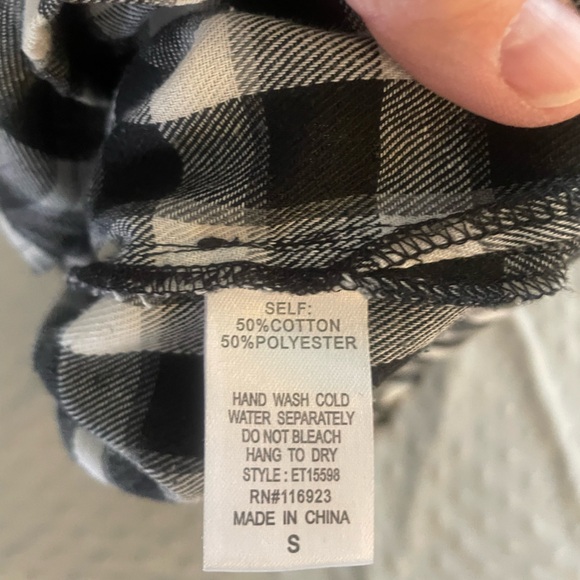 SELF:
50%COTTON
50%POLYESTER
HAND WASH COLD
WATER SEPARATELY
DO NOT BLEACH
HANG TO DRY
STYLE : ET15598
RN#116923
MADE IN CHINA
S